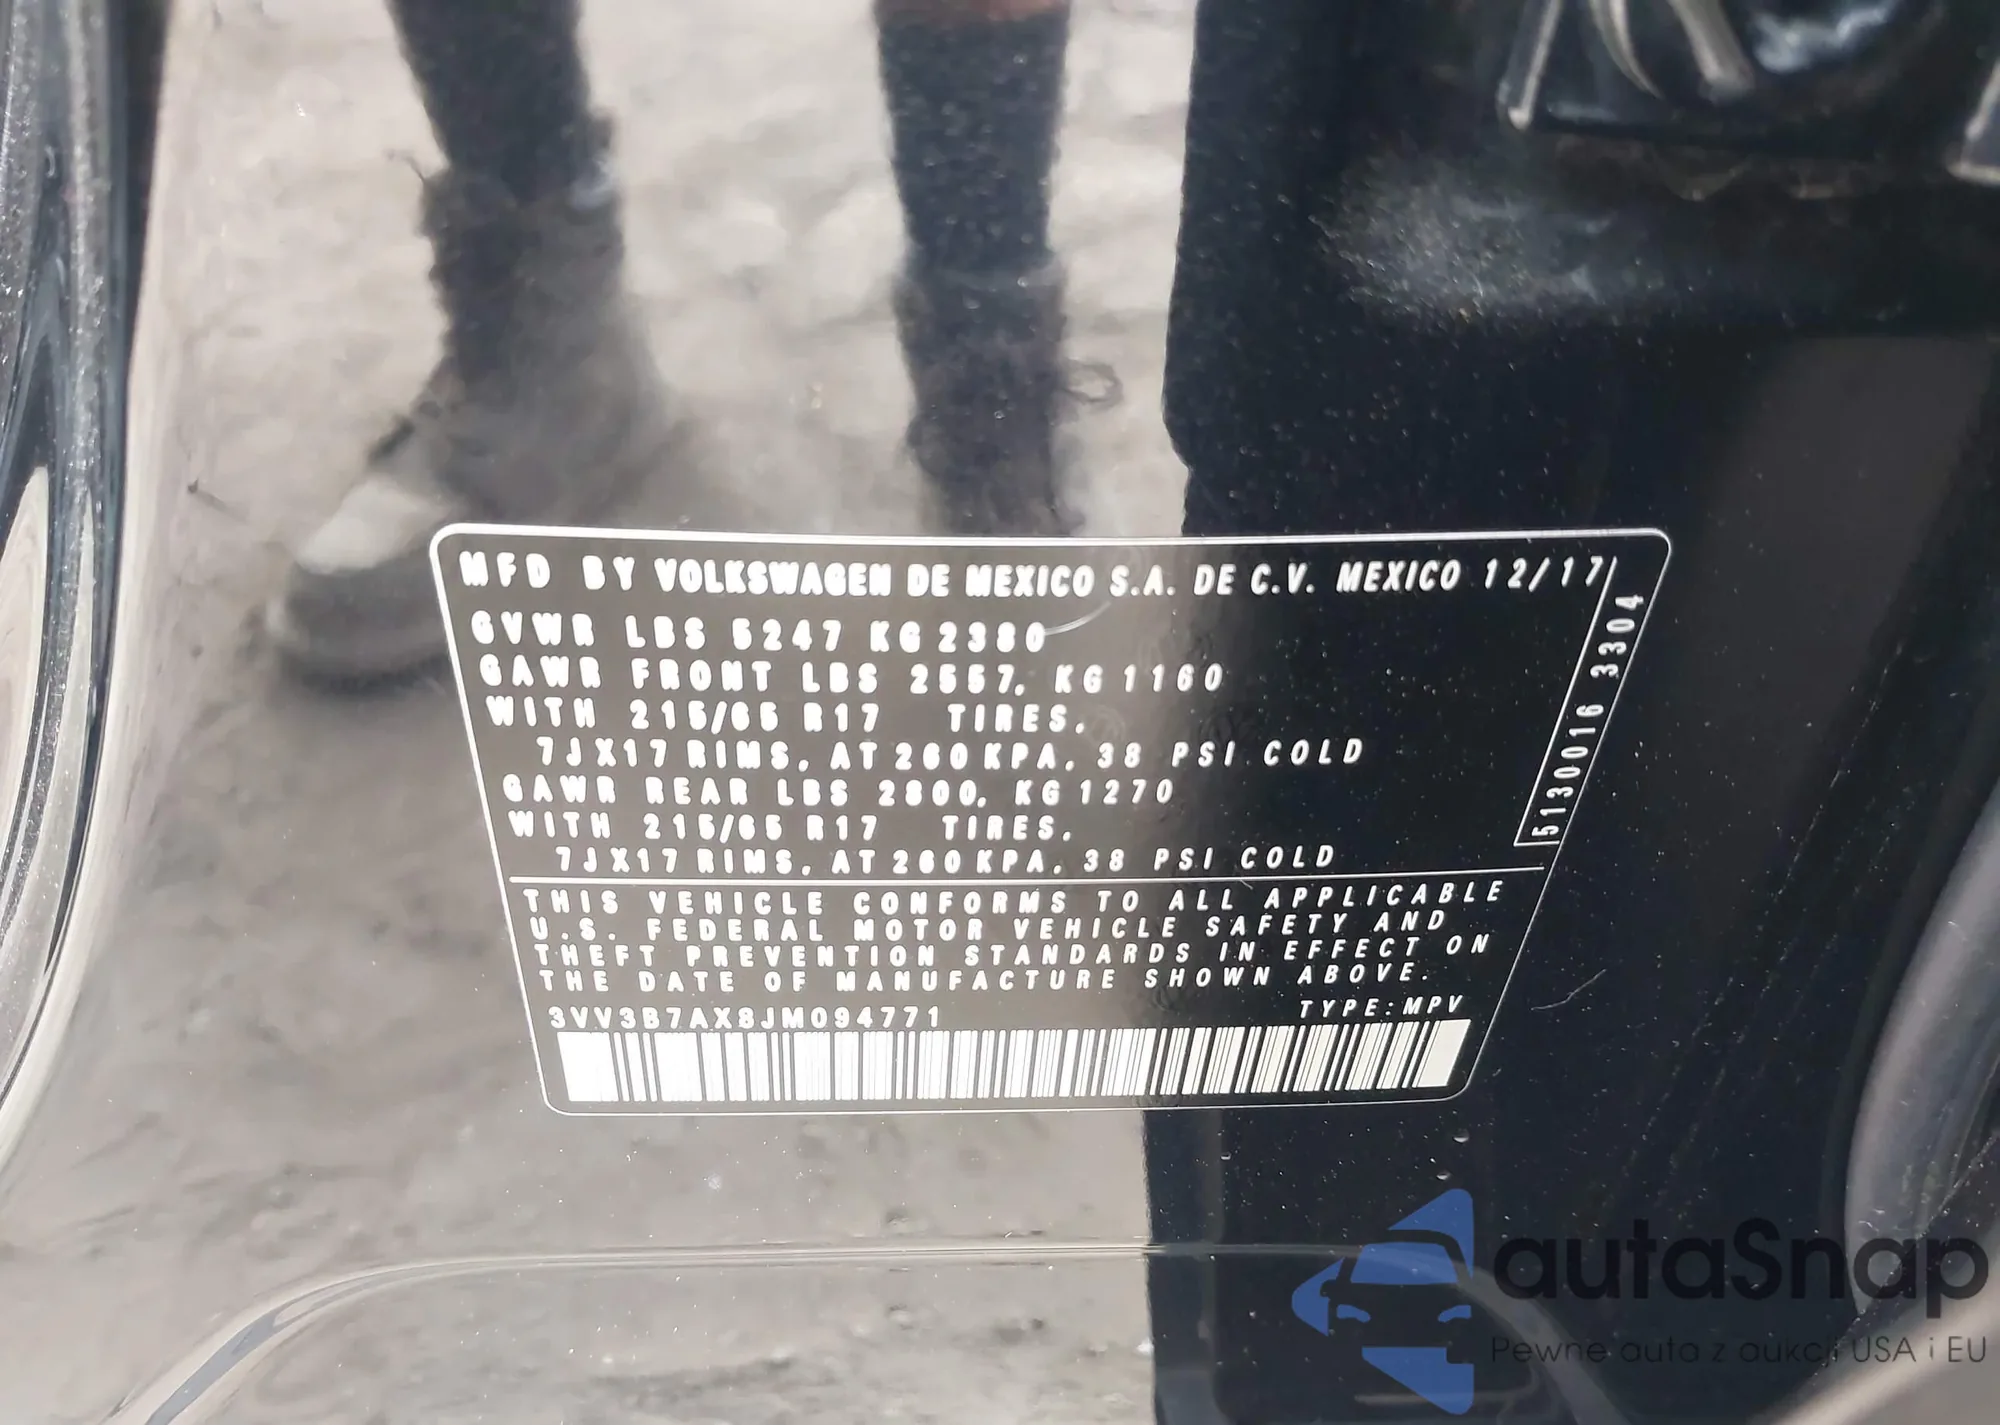 MFD BY VOLKSWAGEN DE MEXICO S.A. DE C.V. MEXICO 12/17
GVWR LBS 5247 KG 2380
GAWR FRONT LBS 2557, KG 1160
WITH 215/65 R17 TIRES,
7JX17 RIMS, AT 260 KPA, 38 PSI COLD
GAWR REAR LBS 2800, KG 1270
WITH 215/65 R17 TIRES,
7JX17 RIMS, AT 260 KPA, 38 PSI COLD
5130016 3304
THIS VEHICLE CONFORMS TO ALL APPLICABLE
U.S. FEDERAL MOTOR VEHICLE SAFETY AND
THEFT PREVENTION STANDARDS IN EFFECT ON
THE DATE OF MANUFACTURE SHOWN ABOVE.
3VV3B7AX8JM094771 TYPE: MPV
autaSnap
Pewne auta z aukcji USA i EU